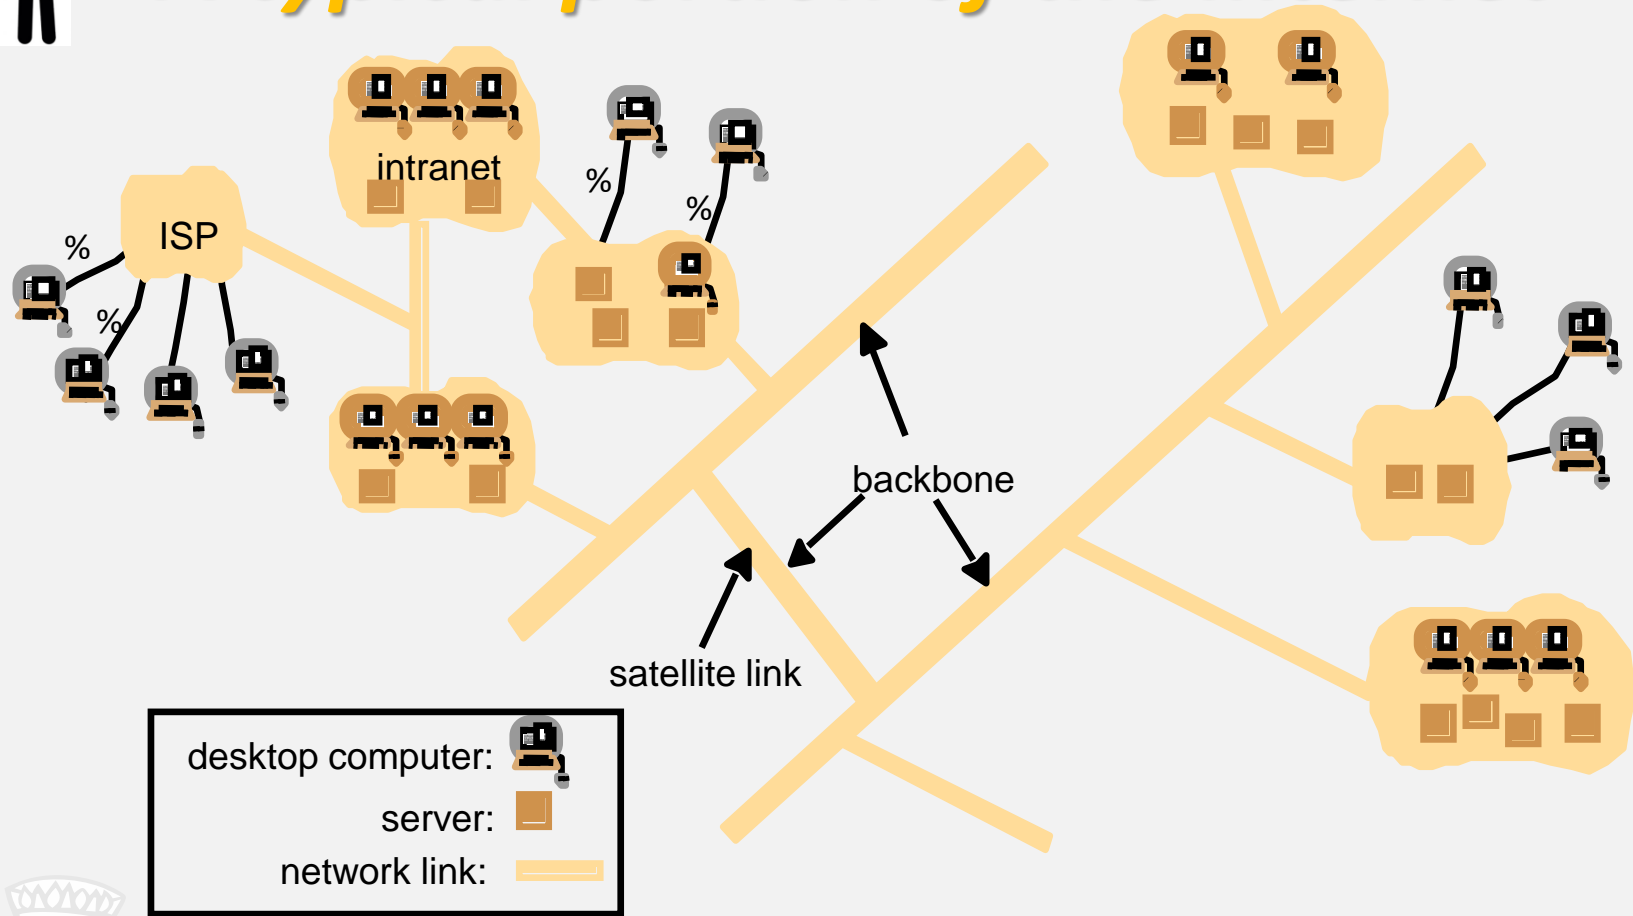 intranet
%
%
ISP
%
%
backbone
satellite link
desktop computer:
server:
network link: